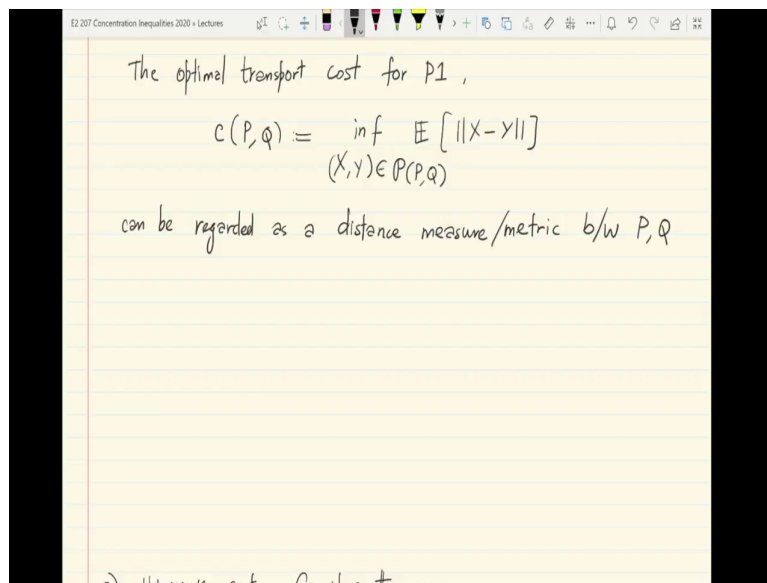 E2 207 Concentration Inequalities 2020 » Lectures
The optimal transport cost for P1,
C(P,Q) := inf E[||X-Y||]
(X,Y)∈P(P,Q)
can be regarded as a distance measure/metric b/w P,Q